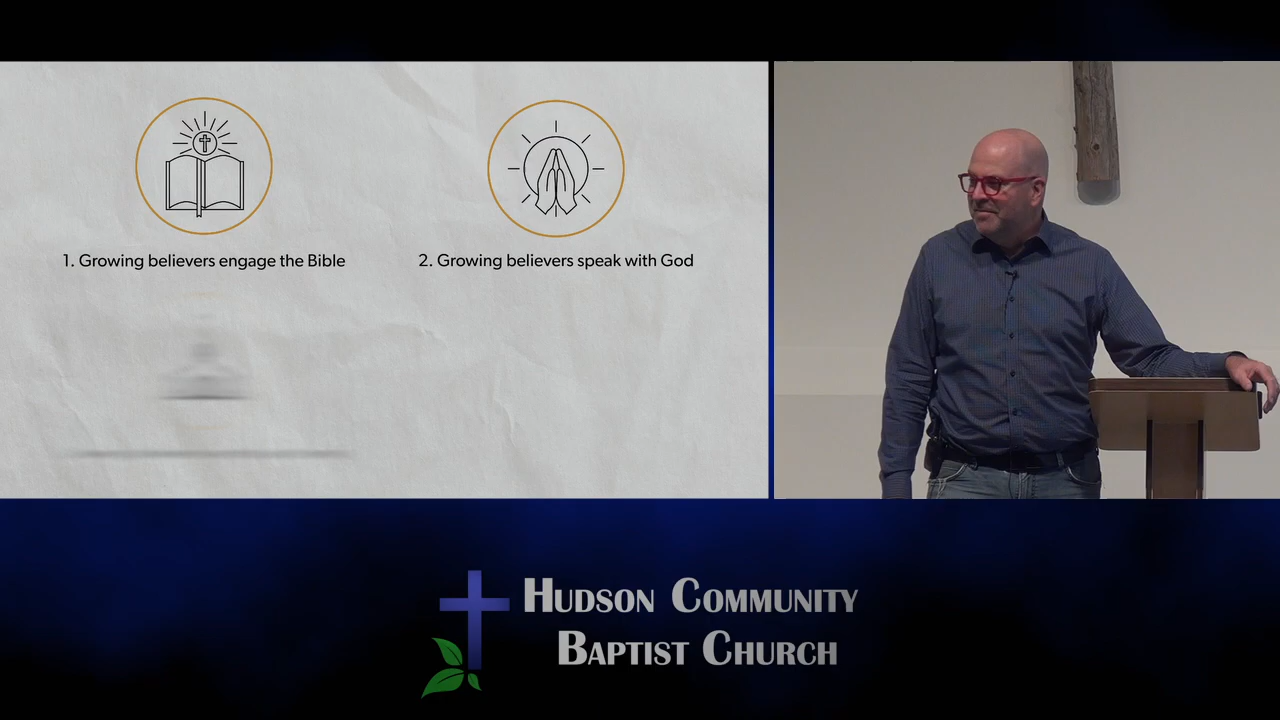 1. Growing believers engage the Bible
2. Growing believers speak with God
Hudson Community
Baptist Church